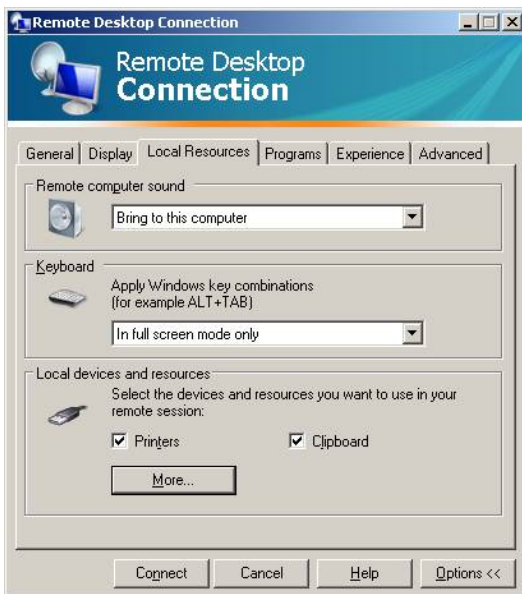 Remote Desktop Connection
Remote Desktop
Connection
General Display Local Resources Programs Experience Advanced
Remote computer sound
Bring to this computer
Keyboard
Apply Windows key combinations
(for example ALT+TAB)
In full screen mode only
Local devices and resources
Select the devices and resources you want to use in your
remote session:
Printers Clipboard
More...
Connect Cancel Help Options <<